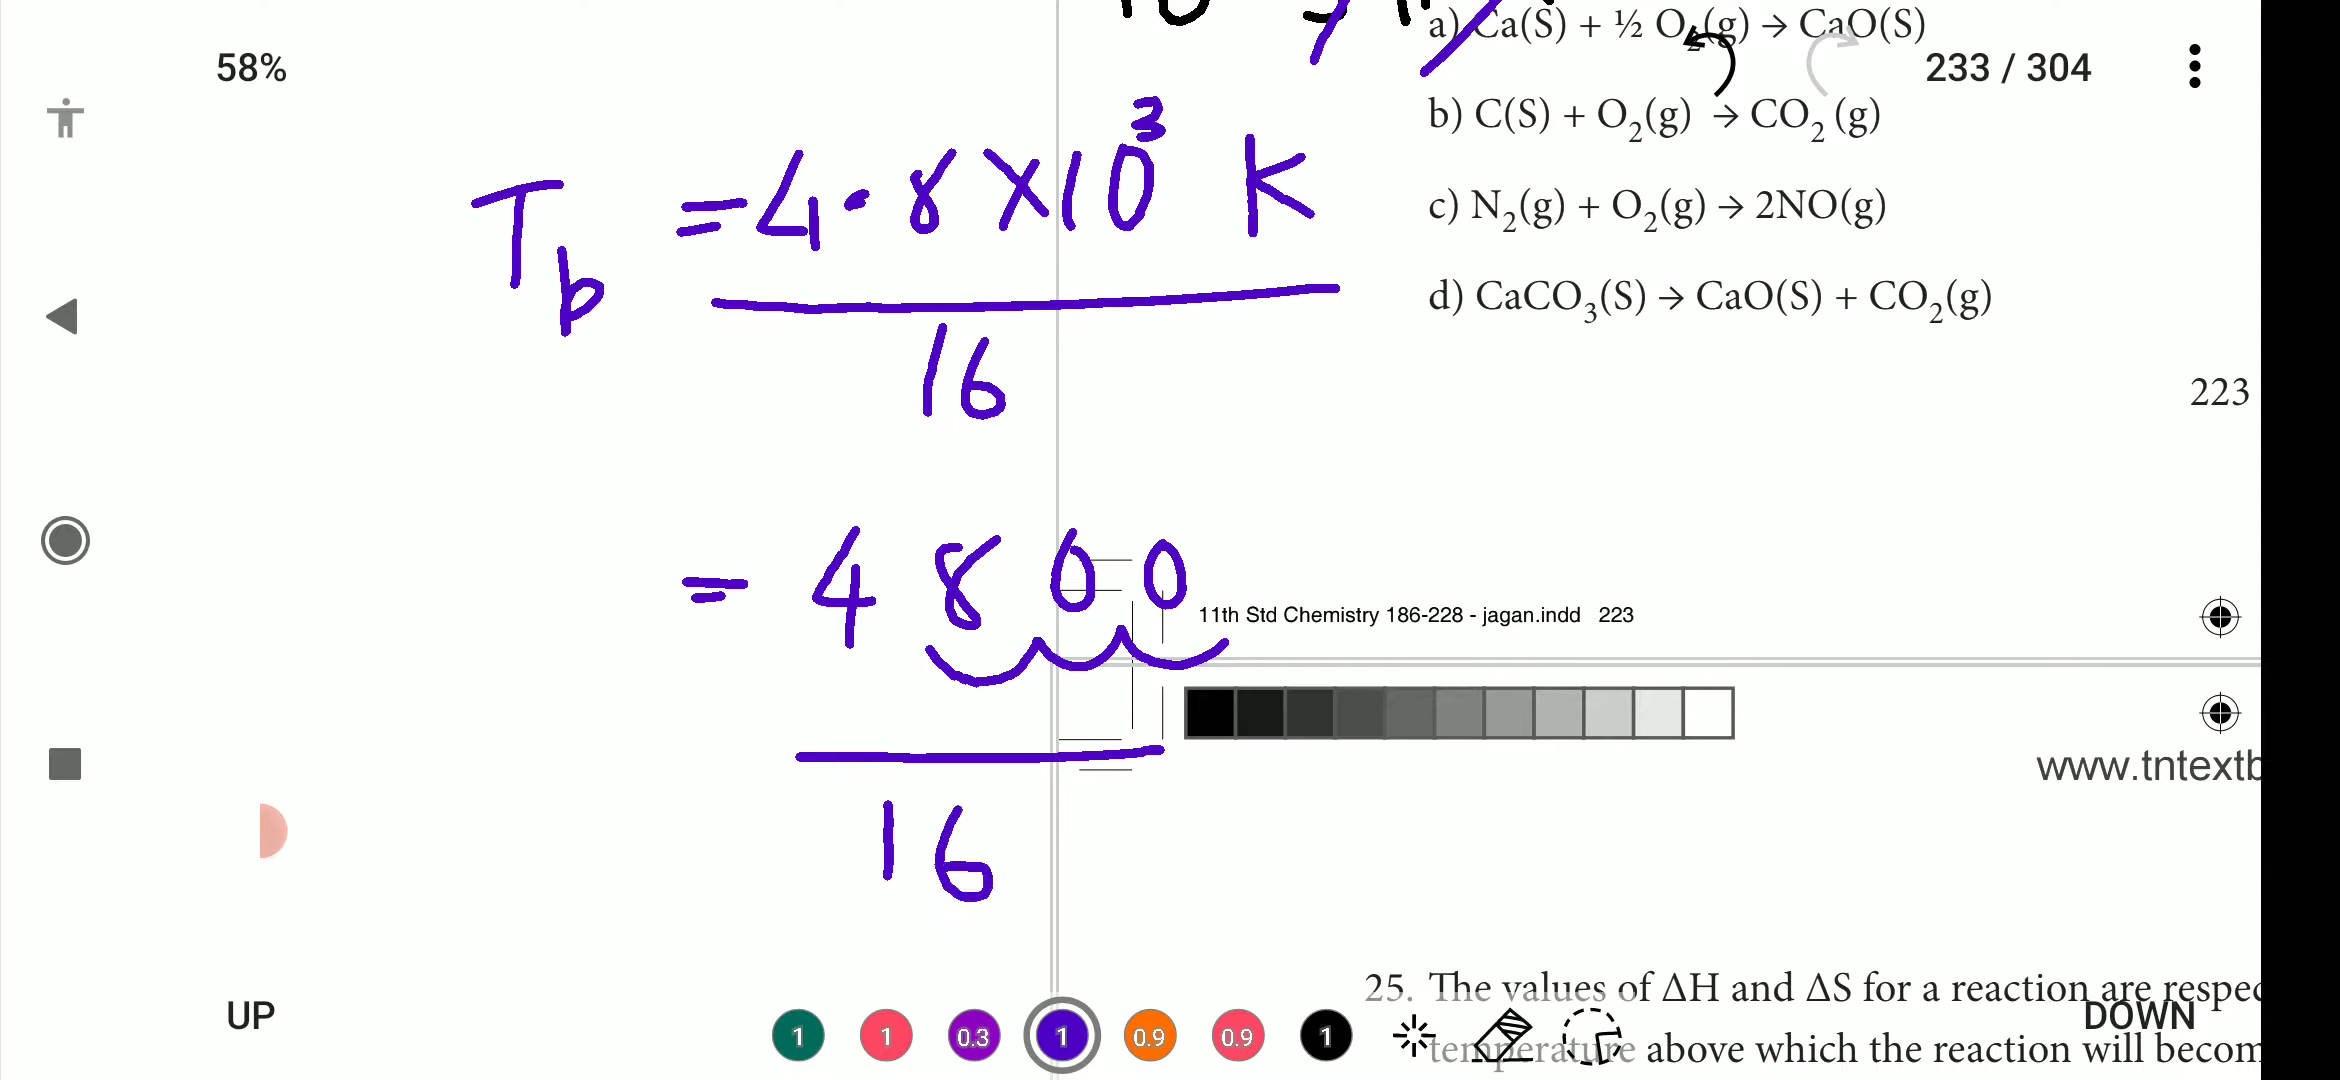 a) Ca(S) + ½ O₂(g) → CaO(S)
58%
233 / 304
b) C(S) + O₂(g) → CO₂ (g)
T_b = 4.8 × 10³ K
16
c) N₂(g) + O₂(g) → 2NO(g)
d) CaCO₃(S) → CaO(S) + CO₂(g)
223
= 4800
16
11th Std Chemistry 186-228 - jagan.indd 223
www.tntextb
25. The values of ΔH and ΔS for a reaction are respec
temperature above which the reaction will becom
UP
DOWN
1 1 0.3 1 0.9 0.9 1